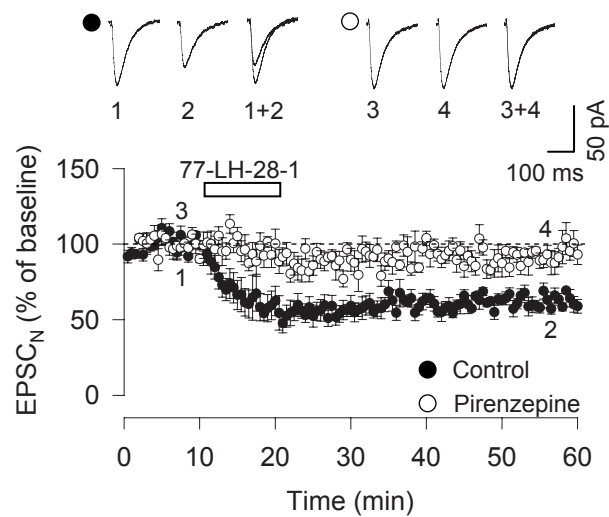 1 2 1+2 3 4 3+4
50 pA
100 ms
77-LH-28-1
150
100
50
0
EPSC_N (% of baseline)
3
1
4
2
Control
Pirenzepine
0 10 20 30 40 50 60
Time (min)